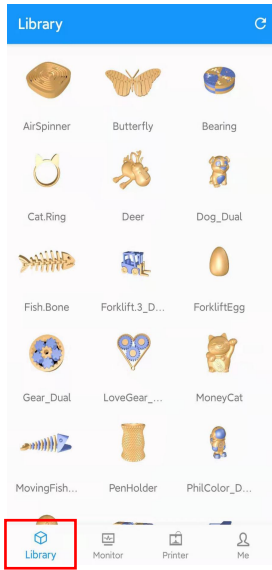 Library
AirSpinner Butterfly Bearing
Cat.Ring Deer Dog_Dual
Fish.Bone Forklift.3_D... ForkliftEgg
Gear_Dual LoveGear_... MoneyCat
MovingFish... PenHolder PhilColor_D...
Library Monitor Printer Me